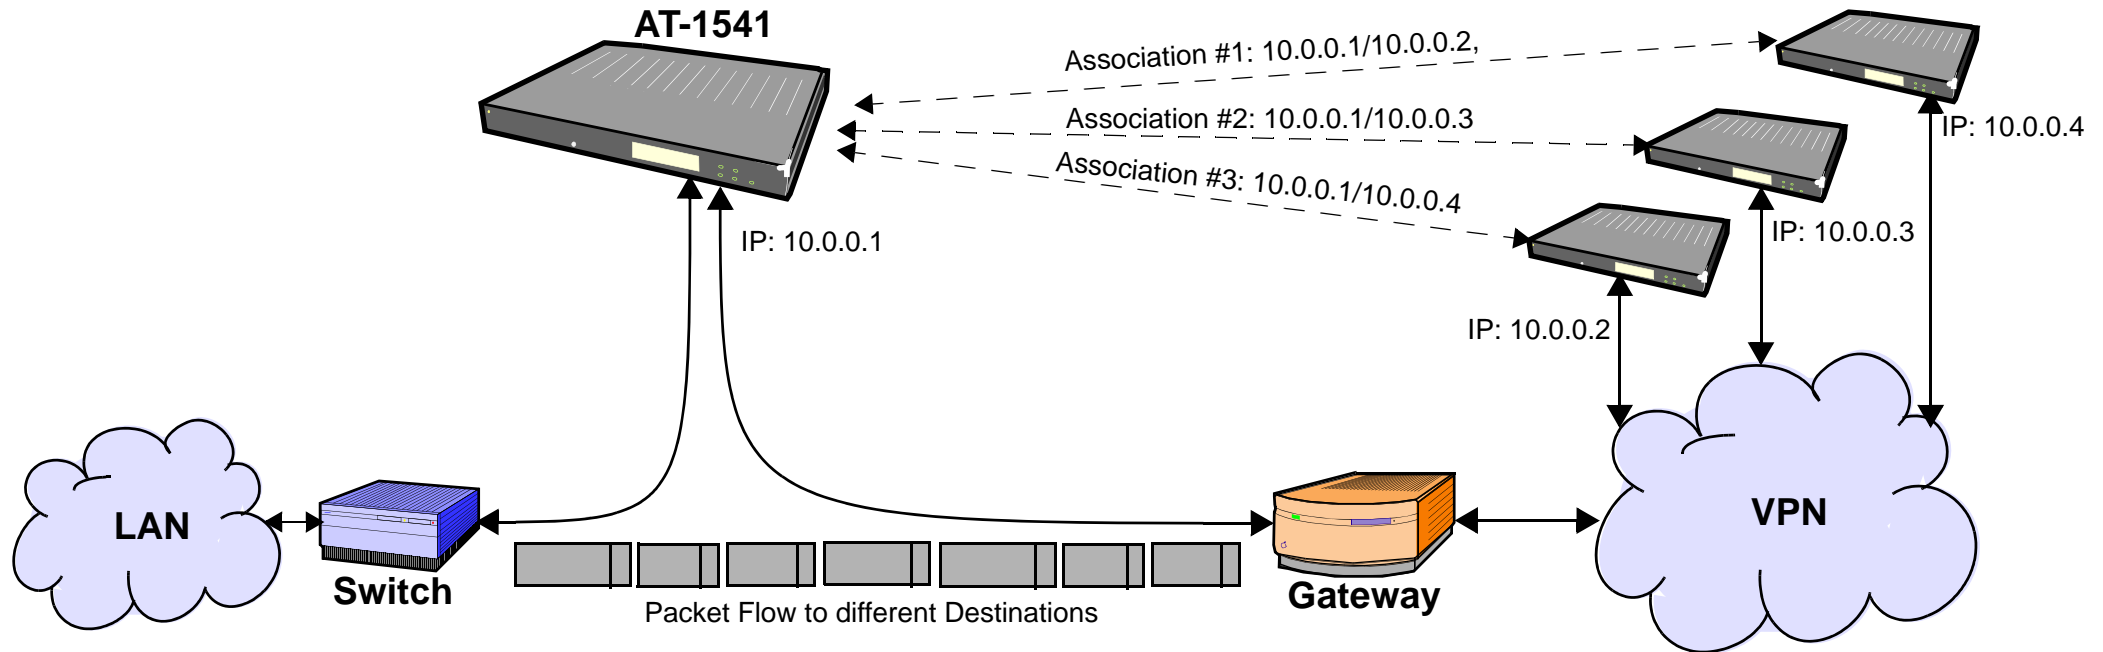 AT-1541
Association #1: 10.0.0.1/10.0.0.2,
Association #2: 10.0.0.1/10.0.0.3
IP: 10.0.0.4
Association #3: 10.0.0.1/10.0.0.4
IP: 10.0.0.1
IP: 10.0.0.3
IP: 10.0.0.2
LAN
VPN
Switch
Gateway
Packet Flow to different Destinations